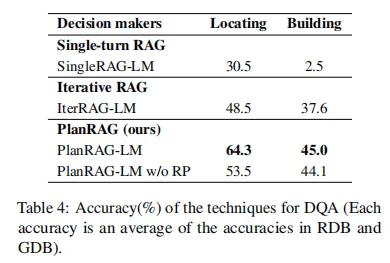 Decision makers Locating Building
Single-turn RAG
SingleRAG-LM 30.5 2.5
Iterative RAG
IterRAG-LM 48.5 37.6
PlanRAG (ours)
PlanRAG-LM 64.3 45.0
PlanRAG-LM w/o RP 53.5 44.1
Table 4: Accuracy(%) of the techniques for DQA (Each
accuracy is an average of the accuracies in RDB and
GDB).